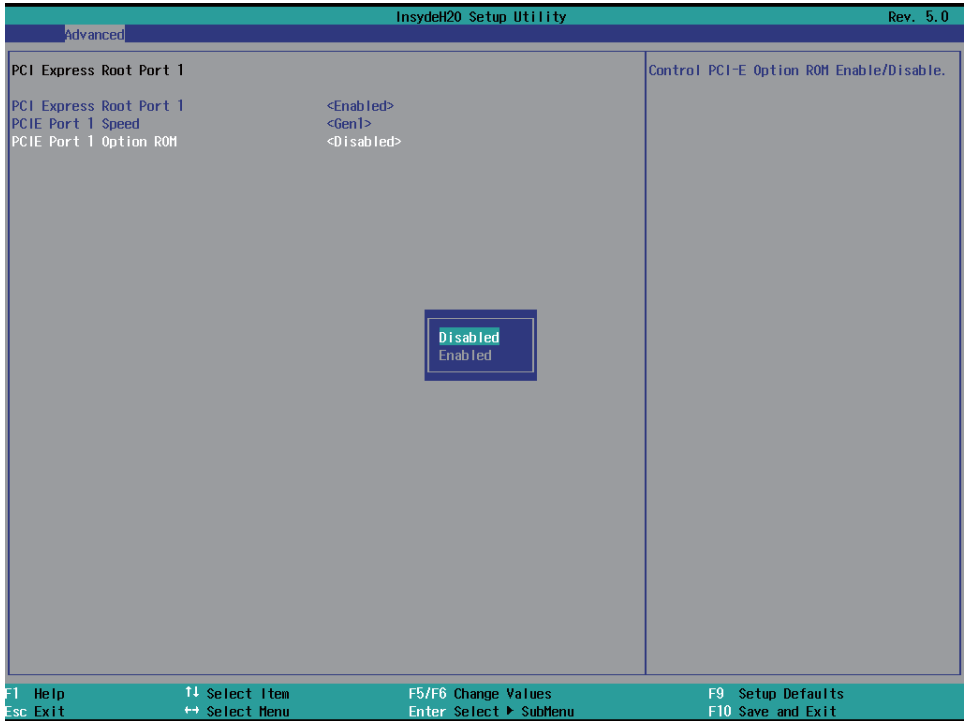 InsydeH20 Setup Utility Rev. 5.0
Advanced
PCI Express Root Port 1
Control PCI-E Option ROM Enable/Disable.
PCI Express Root Port 1 <Enabled>
PCIE Port 1 Speed <Gen1>
PCIE Port 1 Option ROM <Disabled>
Disabled
Enabled
F1 Help ↑↓ Select Item F5/F6 Change Values F9 Setup Defaults
Esc Exit ↔ Select Menu Enter Select ▶ SubMenu F10 Save and Exit